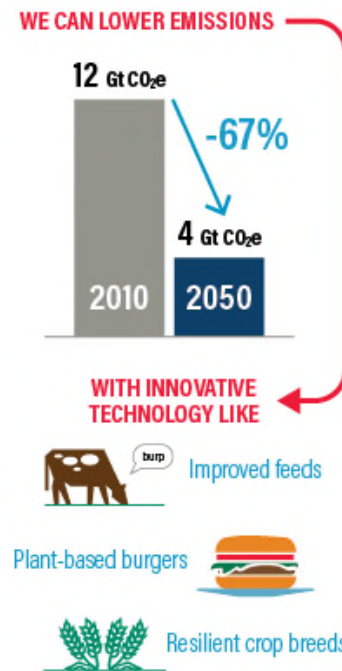 WE CAN LOWER EMISSIONS
12 Gt CO₂e
-67%
4 Gt CO₂e
2010
2050
WITH INNOVATIVE
TECHNOLOGY LIKE
burp
Improved feeds
Plant-based burgers
Resilient crop breeds